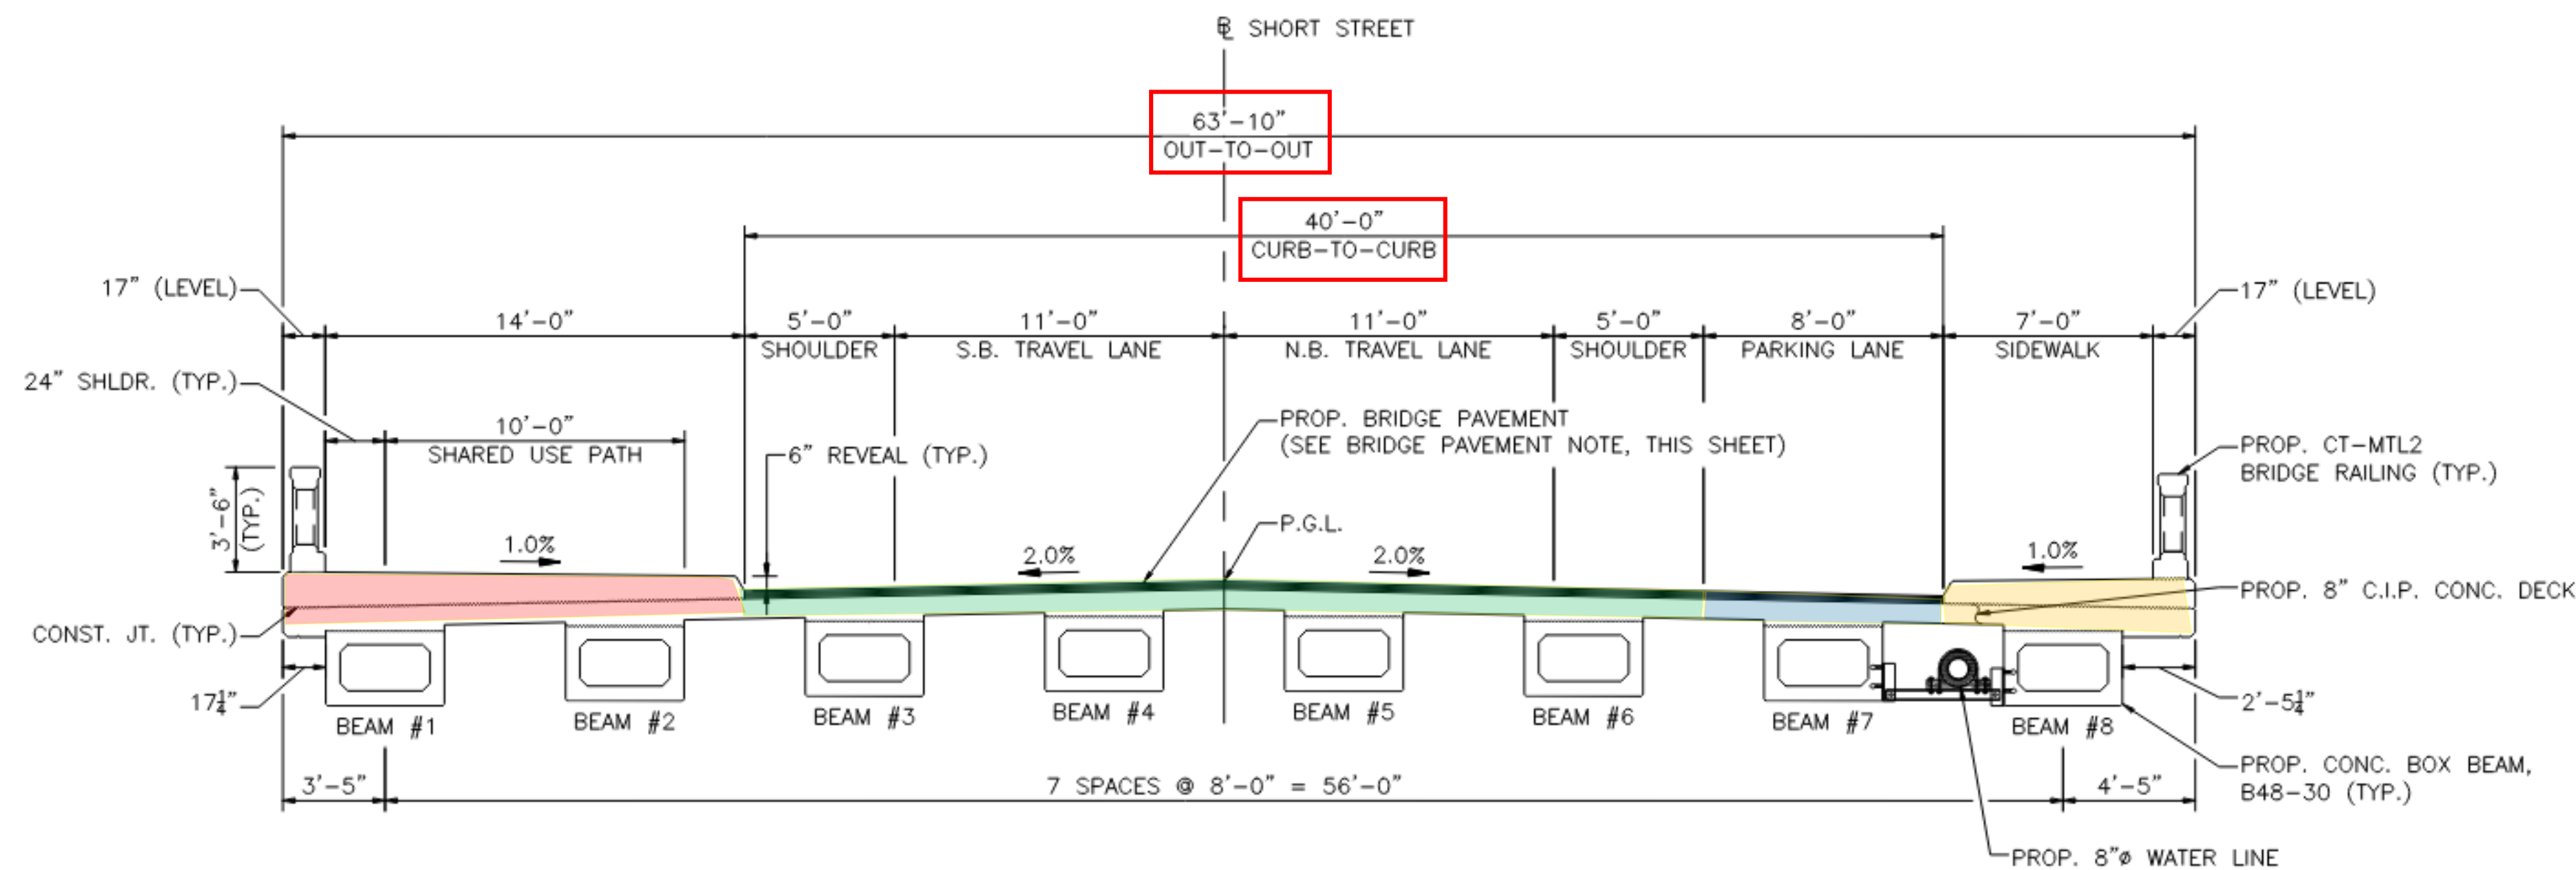 ℄ SHORT STREET
63'-10"
OUT-TO-OUT
40'-0"
CURB-TO-CURB
17" (LEVEL)
17" (LEVEL)
14'-0"
5'-0"
11'-0"
11'-0"
5'-0"
8'-0"
7'-0"
SHOULDER
S.B. TRAVEL LANE
N.B. TRAVEL LANE
SHOULDER
PARKING LANE
SIDEWALK
24" SHLDR. (TYP.)
10'-0"
SHARED USE PATH
6" REVEAL (TYP.)
PROP. BRIDGE PAVEMENT
(SEE BRIDGE PAVEMENT NOTE, THIS SHEET)
PROP. CT-MTL2
BRIDGE RAILING (TYP.)
3'-6"
(TYP.)
P.G.L.
1.0%
2.0%
2.0%
1.0%
PROP. 8" C.I.P. CONC. DECK
CONST. JT. (TYP.)
17¼"
2'-5¼"
BEAM #1
BEAM #2
BEAM #3
BEAM #4
BEAM #5
BEAM #6
BEAM #7
BEAM #8
3'-5"
7 SPACES @ 8'-0" = 56'-0"
4'-5"
PROP. CONC. BOX BEAM,
B48-30 (TYP.)
PROP. 8"ø WATER LINE